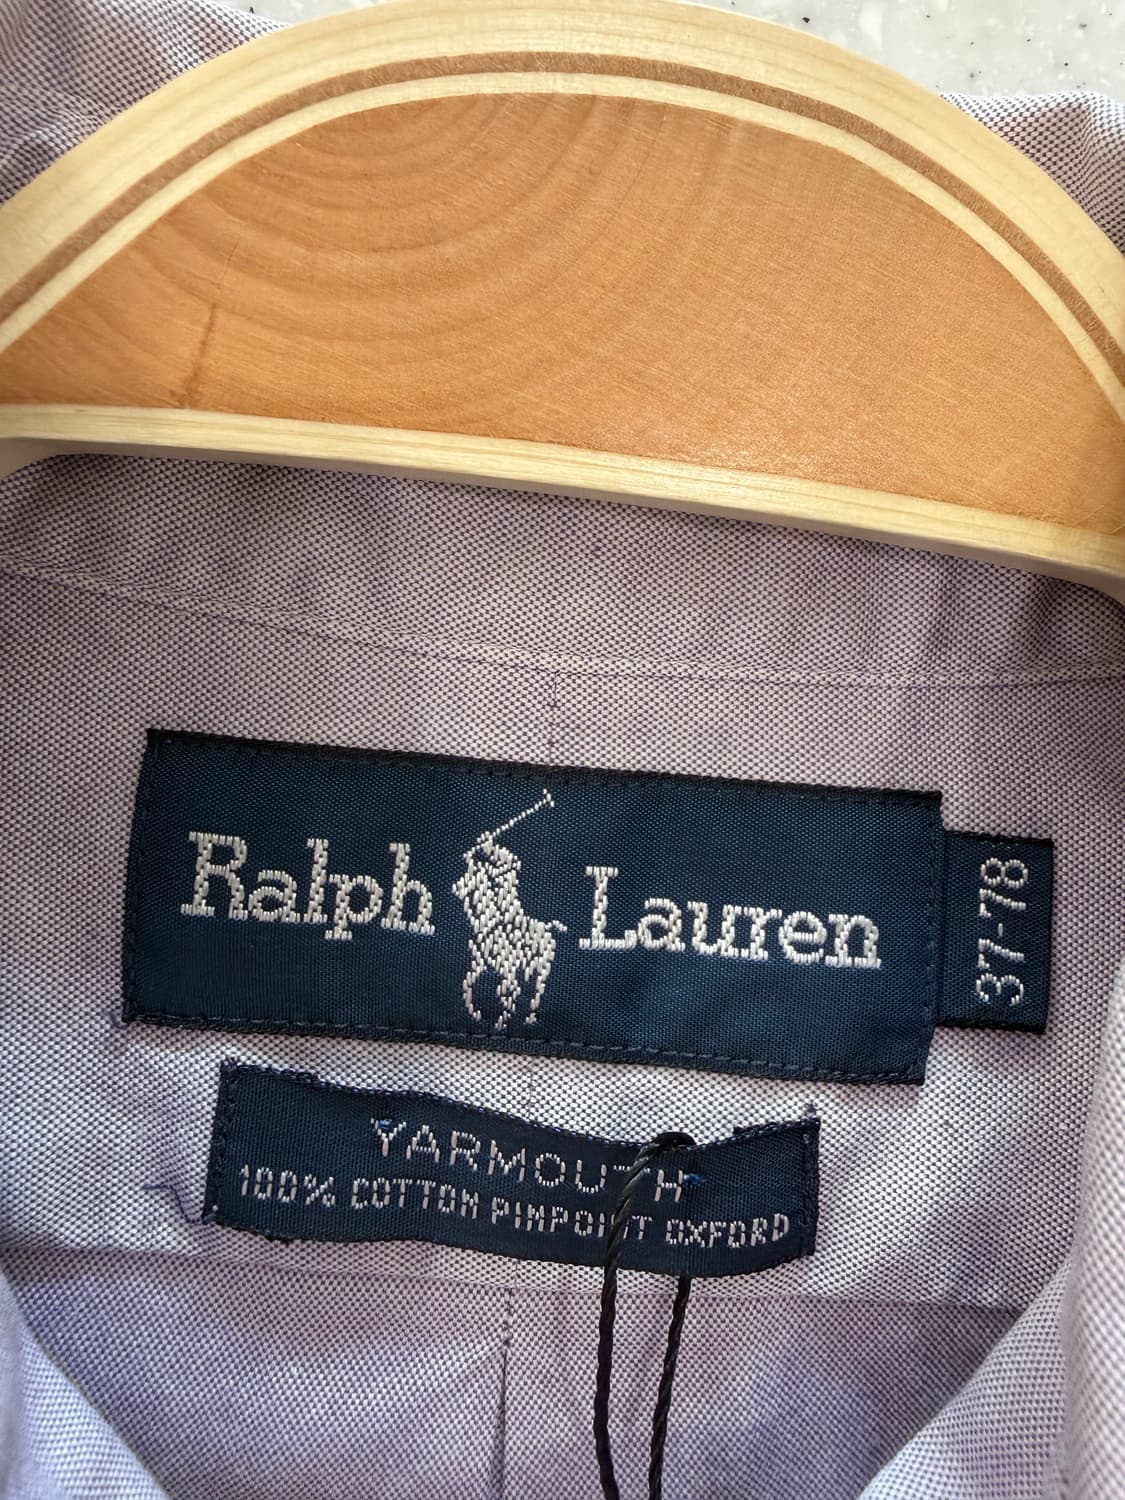 Ralph Lauren
37-78
YARMOUTH
100% COTTON PINPOINT OXFORD